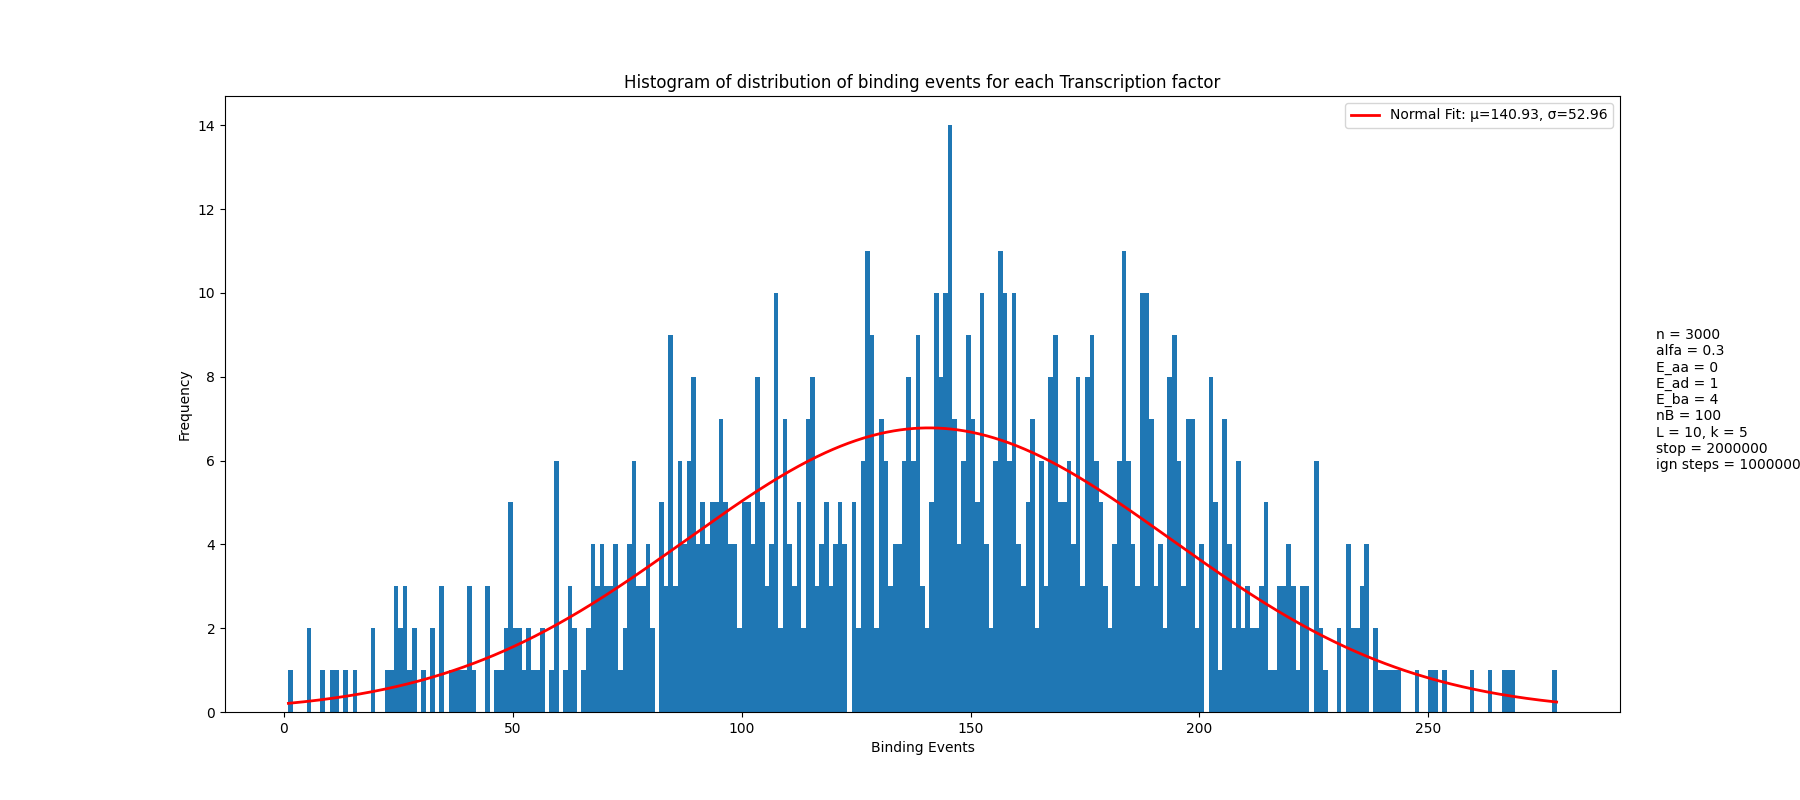 Histogram of distribution of binding events for each Transcription factor
Normal Fit: μ=140.93, σ=52.96
14
12
10
8
6
4
2
0
Frequency
0 50 100 150 200 250
Binding Events
n = 3000
alfa = 0.3
E_aa = 0
E_ad = 1
E_ba = 4
nB = 100
L = 10, k = 5
stop = 2000000
ign steps = 1000000